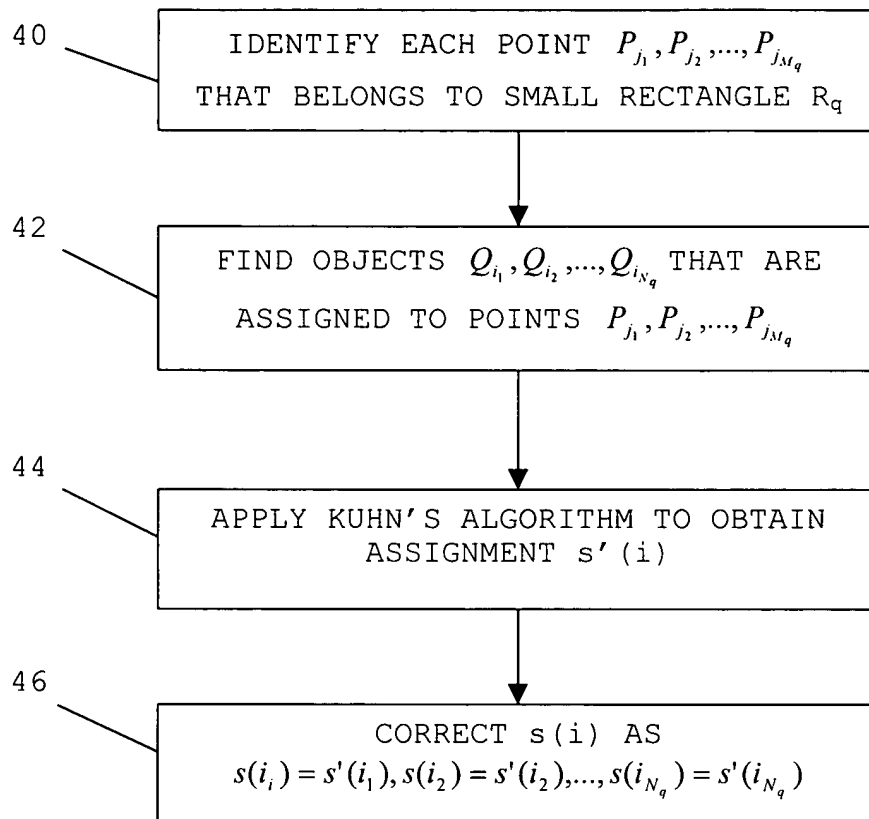 40
IDENTIFY EACH POINT P_{j_1}, P_{j_2},..., P_{j_{M_q}}
THAT BELONGS TO SMALL RECTANGLE R_q
42
FIND OBJECTS Q_{i_1}, Q_{i_2},..., Q_{i_{N_q}} THAT ARE
ASSIGNED TO POINTS P_{j_1}, P_{j_2},..., P_{j_{M_q}}
44
APPLY KUHN'S ALGORITHM TO OBTAIN
ASSIGNMENT s'(i)
46
CORRECT s(i) AS
s(i_i) = s'(i_1), s(i_2) = s'(i_2),..., s(i_{N_q}) = s'(i_{N_q})